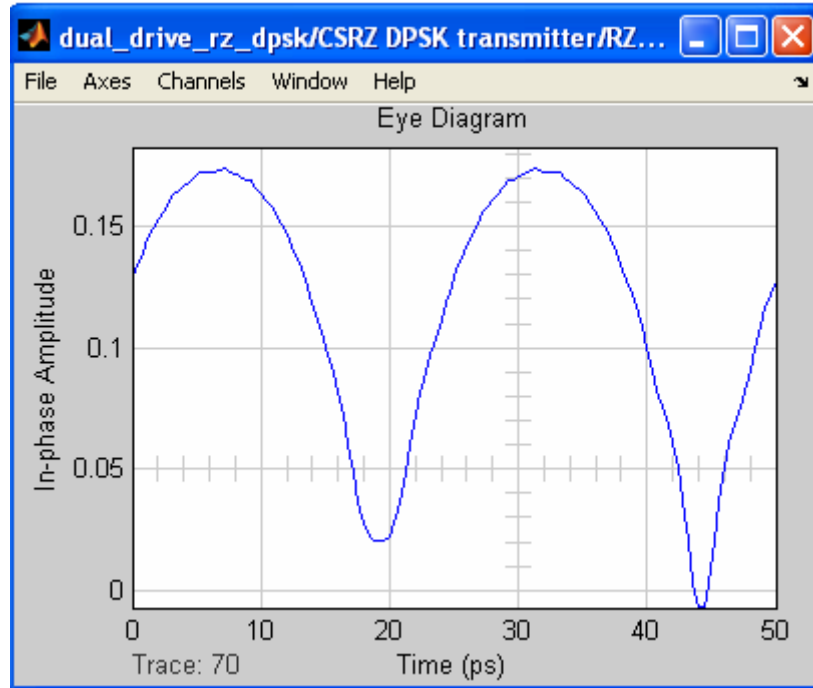 dual_drive_rz_dpsk/CSRZ DPSK transmitter/RZ...
File Axes Channels Window Help
Eye Diagram
In-phase Amplitude
0.15
0.1
0.05
0
0 10 20 30 40 50
Trace: 70
Time (ps)